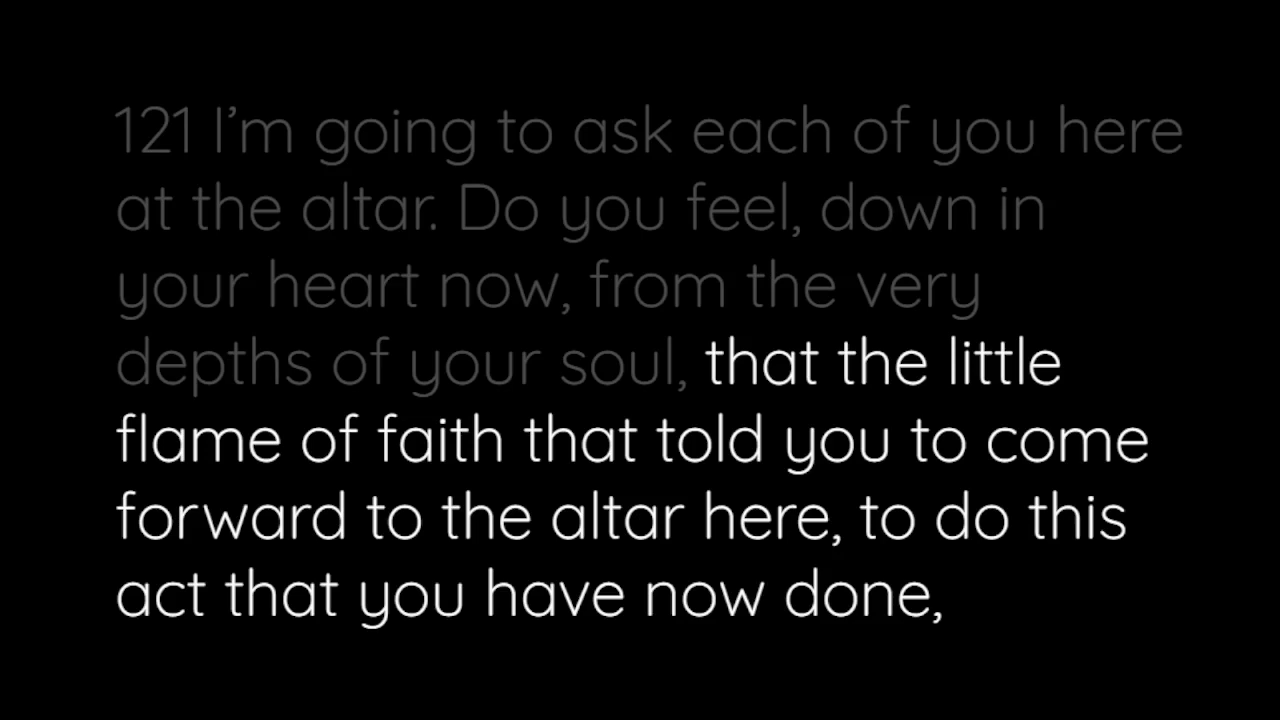 121 I’m going to ask each of you here
at the altar. Do you feel, down in
your heart now, from the very
depths of your soul, that the little
flame of faith that told you to come
forward to the altar here, to do this
act that you have now done,